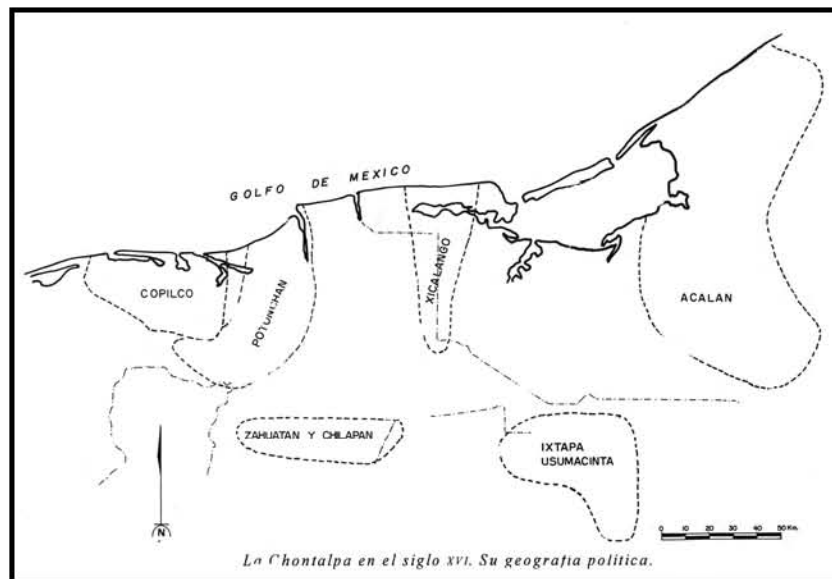 GOLFO DE MEXICO
COPILCO
POTONCHAN
XICALANGO
ACALAN
ZAHUATAN Y CHILAPAN
IXTAPA
USUMACINTA
N
0 10 20 30 40 50 Km.
La Chontalpa en el siglo XVI. Su geografía política.